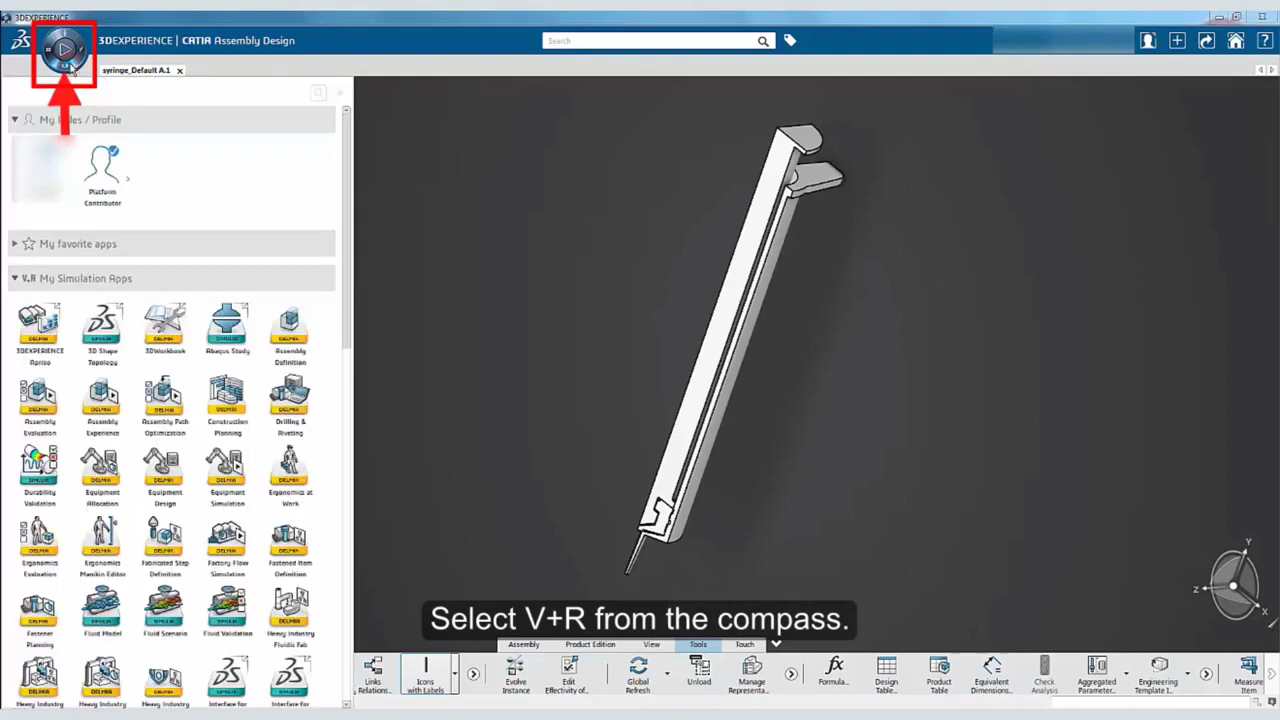 3DEXPERIENCE
3DEXPERIENCE | CATIA Assembly Design
Search
syringe_Default A.1
My Roles / Profile
Platform
Contributor
My favorite apps
V.R My Simulation Apps
3DEXPERIENCE
Apriso
3D Shape
Topology
3DWorkbook
Abaqus Study
Assembly
Definition
Assembly
Evaluation
Assembly
Experience
Assembly Path
Optimization
Construction
Planning
Drilling &
Riveting
Durability
Validation
Equipment
Allocation
Equipment
Design
Equipment
Simulation
Ergonomics at
Work
Ergonomics
Evaluation
Ergonomics
Manikin Editor
Fabricated Step
Definition
Factory Flow
Simulation
Fastened Item
Definition
Fastener
Planning
Fluid Model
Fluid Scenario
Fluid Validation
Heavy Industry
Fluidic Fab
Heavy Industry
Heavy Industry
Heavy Industry
Interface for
Interface for
Y
Z
X
Select V+R from the compass.
Assembly
Product Edition
View
Tools
Touch
Links
Relations...
Icons
with Labels
Evolve
Instance
Edit
Effectivity of...
Global
Refresh
Unload
Manage
Representa...
Formula...
Design
Table...
Product
Table
Equivalent
Dimensions...
Check
Analysis
Aggregated
Parameter...
Engineering
Template I...
Measure
Item